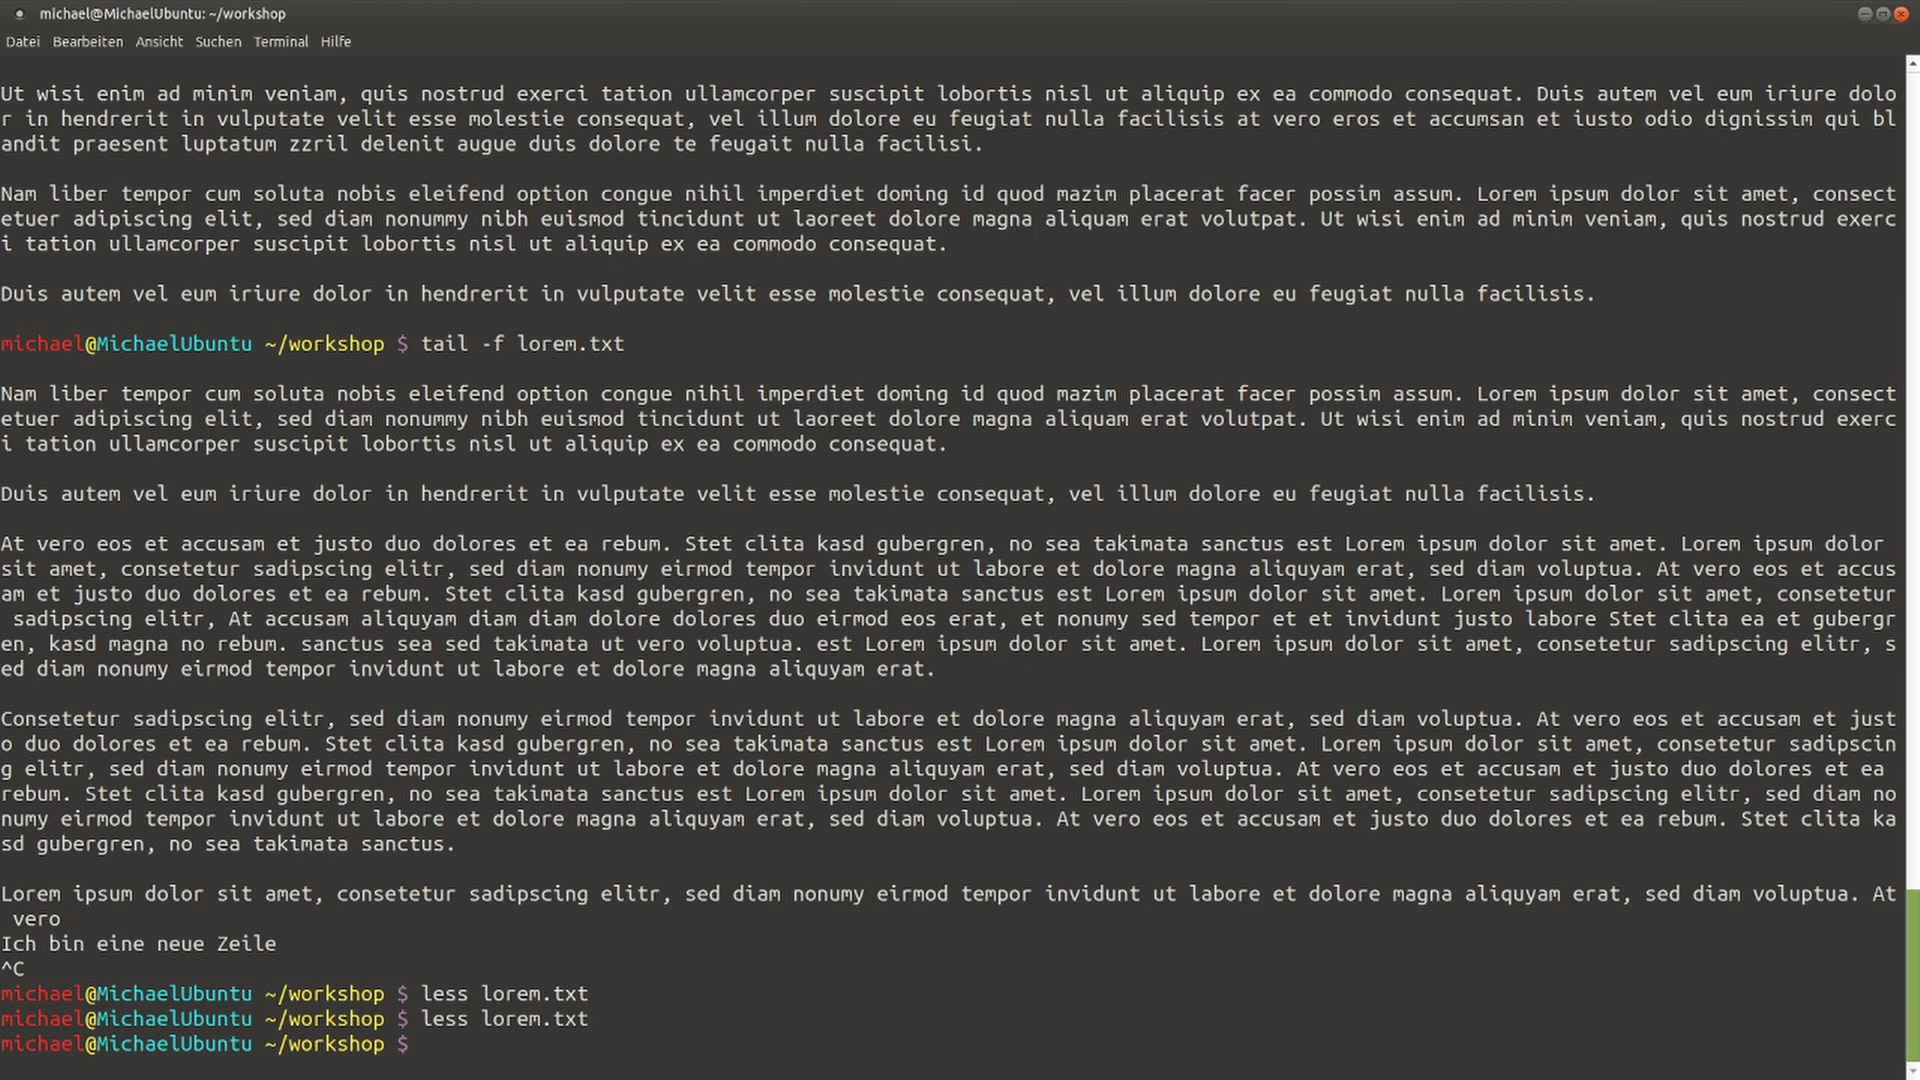 michael@MichaelUbuntu: ~/workshop
Datei Bearbeiten Ansicht Suchen Terminal Hilfe
Ut wisi enim ad minim veniam, quis nostrud exerci tation ullamcorper suscipit lobortis nisl ut aliquip ex ea commodo consequat. Duis autem vel eum iriure dolo
r in hendrerit in vulputate velit esse molestie consequat, vel illum dolore eu feugiat nulla facilisis at vero eros et accumsan et iusto odio dignissim qui bl
andit praesent luptatum zzril delenit augue duis dolore te feugait nulla facilisi.
Nam liber tempor cum soluta nobis eleifend option congue nihil imperdiet doming id quod mazim placerat facer possim assum. Lorem ipsum dolor sit amet, consect
etuer adipiscing elit, sed diam nonummy nibh euismod tincidunt ut laoreet dolore magna aliquam erat volutpat. Ut wisi enim ad minim veniam, quis nostrud exerc
i tation ullamcorper suscipit lobortis nisl ut aliquip ex ea commodo consequat.
Duis autem vel eum iriure dolor in hendrerit in vulputate velit esse molestie consequat, vel illum dolore eu feugiat nulla facilisis.
michael@MichaelUbuntu ~/workshop $ tail -f lorem.txt
Nam liber tempor cum soluta nobis eleifend option congue nihil imperdiet doming id quod mazim placerat facer possim assum. Lorem ipsum dolor sit amet, consect
etuer adipiscing elit, sed diam nonummy nibh euismod tincidunt ut laoreet dolore magna aliquam erat volutpat. Ut wisi enim ad minim veniam, quis nostrud exerc
i tation ullamcorper suscipit lobortis nisl ut aliquip ex ea commodo consequat.
Duis autem vel eum iriure dolor in hendrerit in vulputate velit esse molestie consequat, vel illum dolore eu feugiat nulla facilisis.
At vero eos et accusam et justo duo dolores et ea rebum. Stet clita kasd gubergren, no sea takimata sanctus est Lorem ipsum dolor sit amet. Lorem ipsum dolor
sit amet, consetetur sadipscing elitr, sed diam nonumy eirmod tempor invidunt ut labore et dolore magna aliquyam erat, sed diam voluptua. At vero eos et accus
am et justo duo dolores et ea rebum. Stet clita kasd gubergren, no sea takimata sanctus est Lorem ipsum dolor sit amet. Lorem ipsum dolor sit amet, consetetur
sadipscing elitr, At accusam aliquyam diam diam dolore dolores duo eirmod eos erat, et nonumy sed tempor et et invidunt justo labore Stet clita ea et gubergr
en, kasd magna no rebum. sanctus sea sed takimata ut vero voluptua. est Lorem ipsum dolor sit amet. Lorem ipsum dolor sit amet, consetetur sadipscing elitr, s
ed diam nonumy eirmod tempor invidunt ut labore et dolore magna aliquyam erat.
Consetetur sadipscing elitr, sed diam nonumy eirmod tempor invidunt ut labore et dolore magna aliquyam erat, sed diam voluptua. At vero eos et accusam et just
o duo dolores et ea rebum. Stet clita kasd gubergren, no sea takimata sanctus est Lorem ipsum dolor sit amet. Lorem ipsum dolor sit amet, consetetur sadipscin
g elitr, sed diam nonumy eirmod tempor invidunt ut labore et dolore magna aliquyam erat, sed diam voluptua. At vero eos et accusam et justo duo dolores et ea
rebum. Stet clita kasd gubergren, no sea takimata sanctus est Lorem ipsum dolor sit amet. Lorem ipsum dolor sit amet, consetetur sadipscing elitr, sed diam no
numy eirmod tempor invidunt ut labore et dolore magna aliquyam erat, sed diam voluptua. At vero eos et accusam et justo duo dolores et ea rebum. Stet clita ka
sd gubergren, no sea takimata sanctus.
Lorem ipsum dolor sit amet, consetetur sadipscing elitr, sed diam nonumy eirmod tempor invidunt ut labore et dolore magna aliquyam erat, sed diam voluptua. At
vero
Ich bin eine neue Zeile
^C
michael@MichaelUbuntu ~/workshop $ less lorem.txt
michael@MichaelUbuntu ~/workshop $ less lorem.txt
michael@MichaelUbuntu ~/workshop $